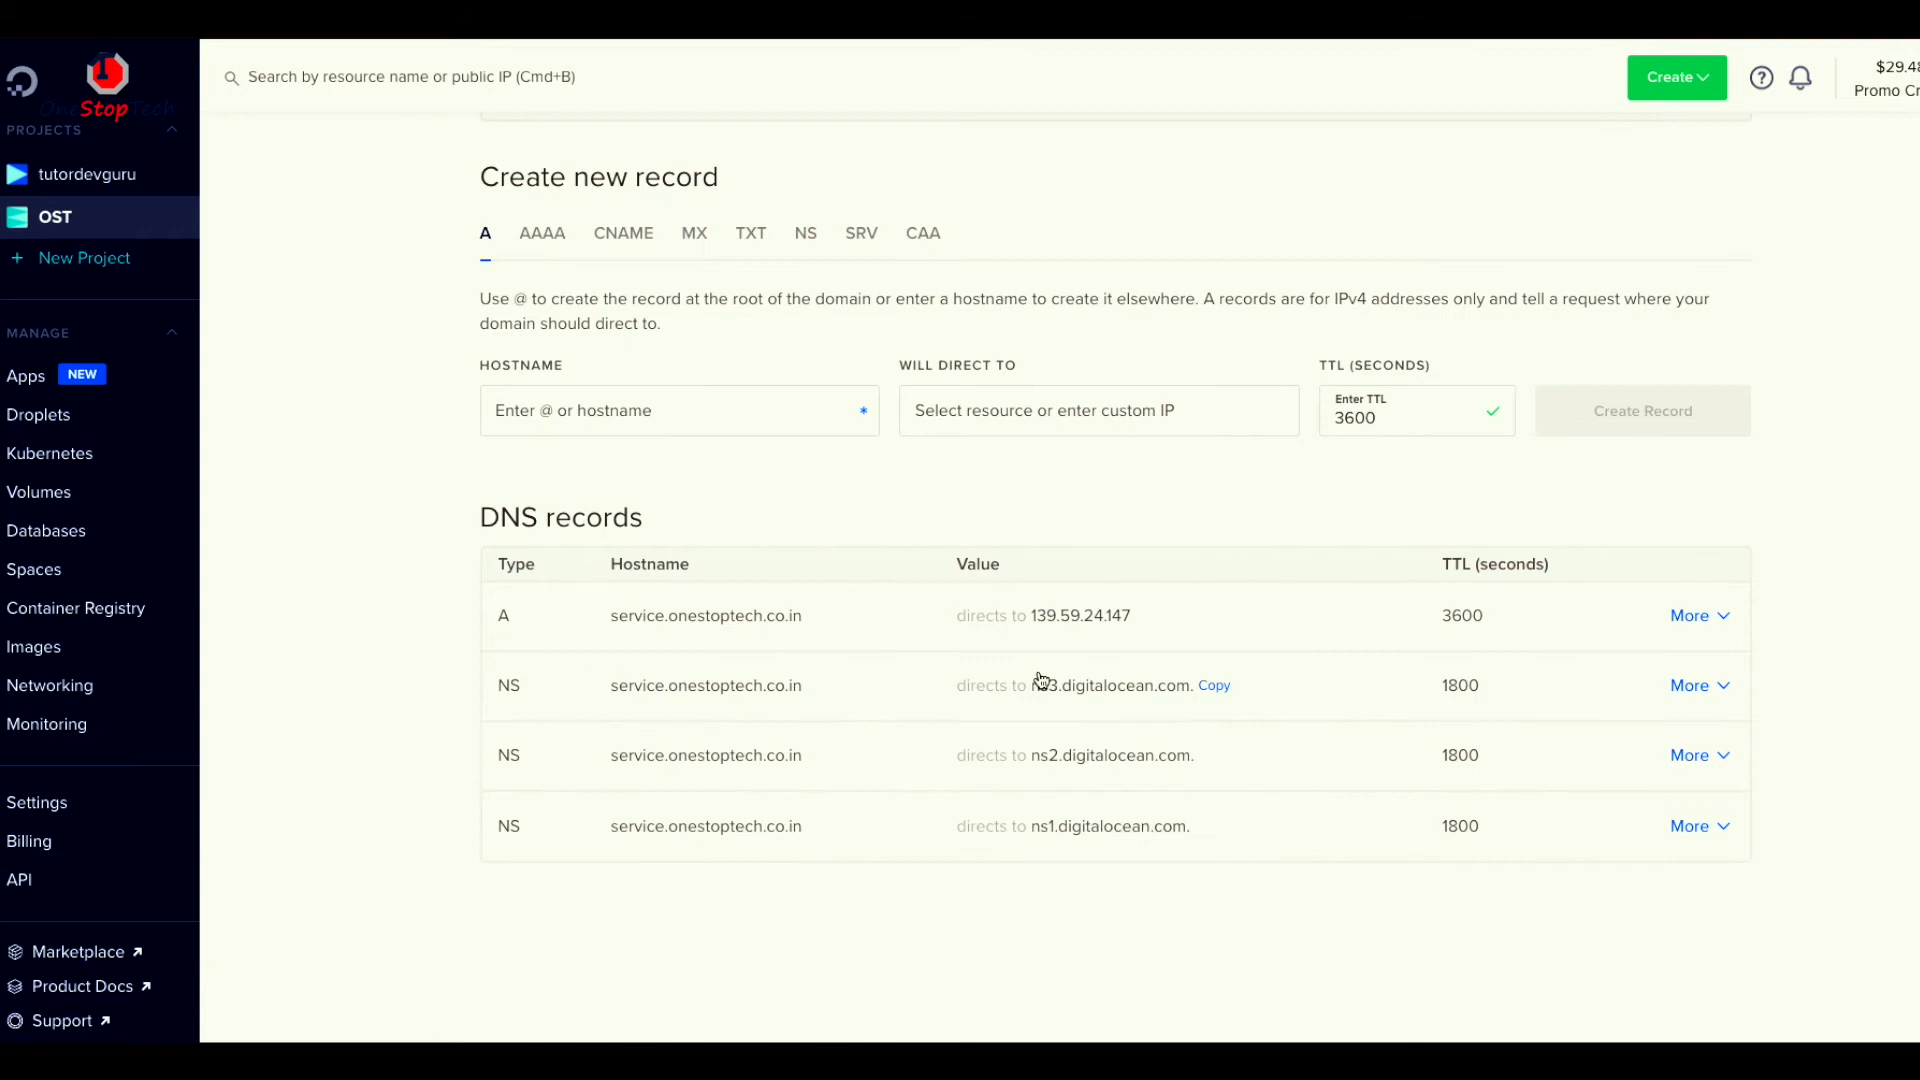 1
OneStopTech
PROJECTS
tutordevguru
OST
+ New Project
MANAGE
Apps NEW
Droplets
Kubernetes
Volumes
Databases
Spaces
Container Registry
Images
Networking
Monitoring
Settings
Billing
API
Marketplace
Product Docs
Support
Search by resource name or public IP (Cmd+B)
Create
?
$29.48
Promo Cr
Create new record
A AAAA CNAME MX TXT NS SRV CAA
Use @ to create the record at the root of the domain or enter a hostname to create it elsewhere. A records are for IPv4 addresses only and tell a request where your
domain should direct to.
HOSTNAME WILL DIRECT TO TTL (SECONDS)
Enter @ or hostname * Select resource or enter custom IP Enter TTL
3600
Create Record
DNS records
Type Hostname Value TTL (seconds)
A service.onestoptech.co.in directs to 139.59.24.147 3600 More
NS service.onestoptech.co.in directs to ns3.digitalocean.com. Copy 1800 More
NS service.onestoptech.co.in directs to ns2.digitalocean.com. 1800 More
NS service.onestoptech.co.in directs to ns1.digitalocean.com. 1800 More